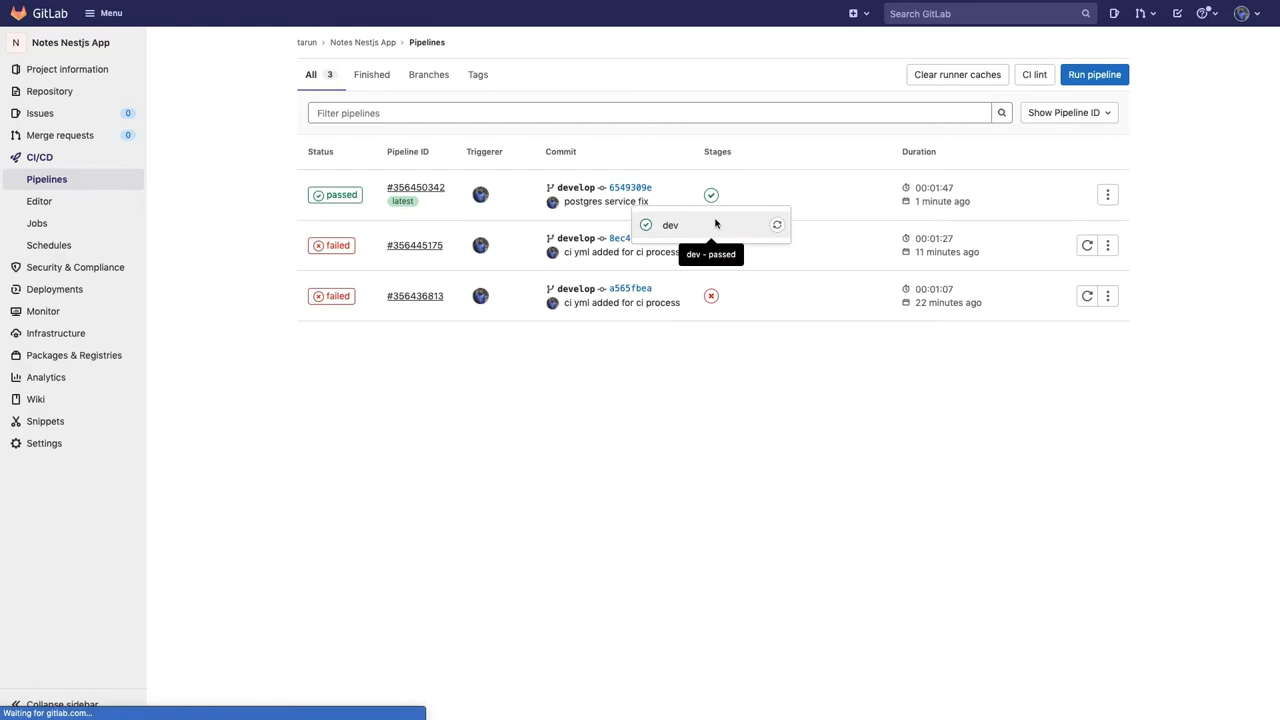 GitLab
Menu
Search GitLab
N
Notes Nestjs App
Project information
Repository
Issues 0
Merge requests 0
CI/CD
Pipelines
Editor
Jobs
Schedules
Security & Compliance
Deployments
Monitor
Infrastructure
Packages & Registries
Analytics
Wiki
Snippets
Settings
Collapse sidebar
Waiting for gitlab.com...
tarun › Notes Nestjs App › Pipelines
All 3 Finished Branches Tags
Clear runner caches CI lint Run pipeline
Filter pipelines
Show Pipeline ID
Status Pipeline ID Triggerer Commit Stages Duration
passed #356450342 develop 6549309e 00:01:47
latest postgres service fix 1 minute ago
dev
dev - passed
failed #356445175 develop 8ec4 00:01:27
ci yml added for ci process 11 minutes ago
failed #356436813 develop a565fbea 00:01:07
ci yml added for ci process 22 minutes ago